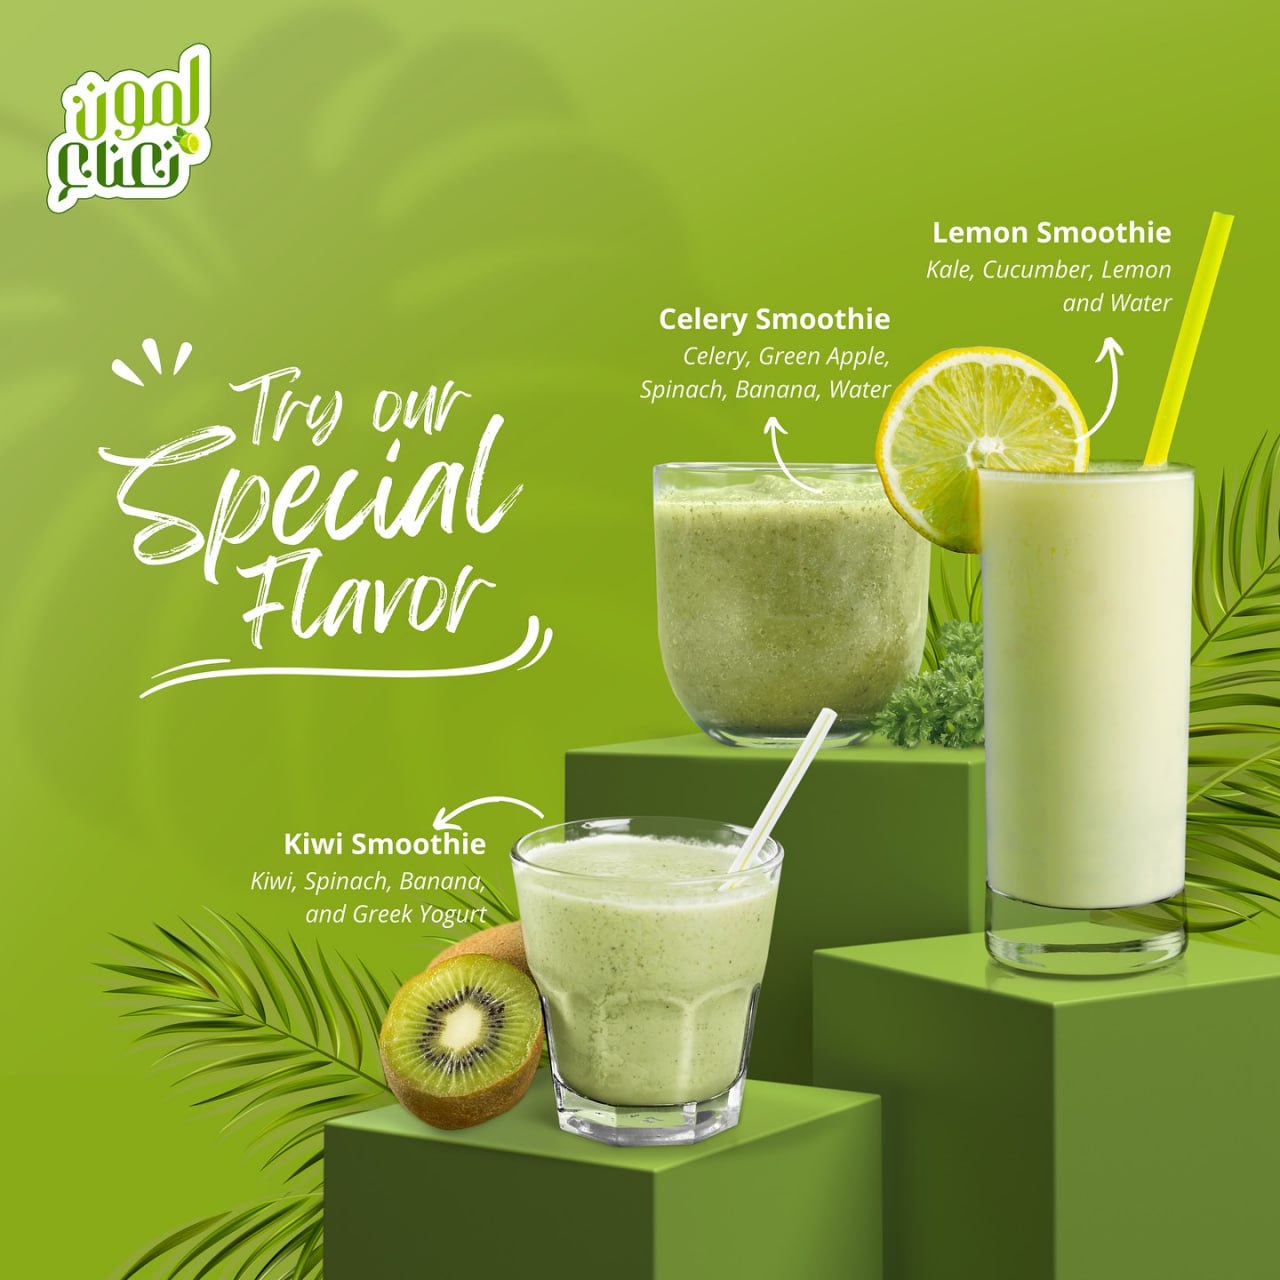 لمون
نعناع
Lemon Smoothie
Kale, Cucumber, Lemon
and Water
Celery Smoothie
Celery, Green Apple,
Spinach, Banana, Water
Try our
Special
Flavor
Kiwi Smoothie
Kiwi, Spinach, Banana,
and Greek Yogurt